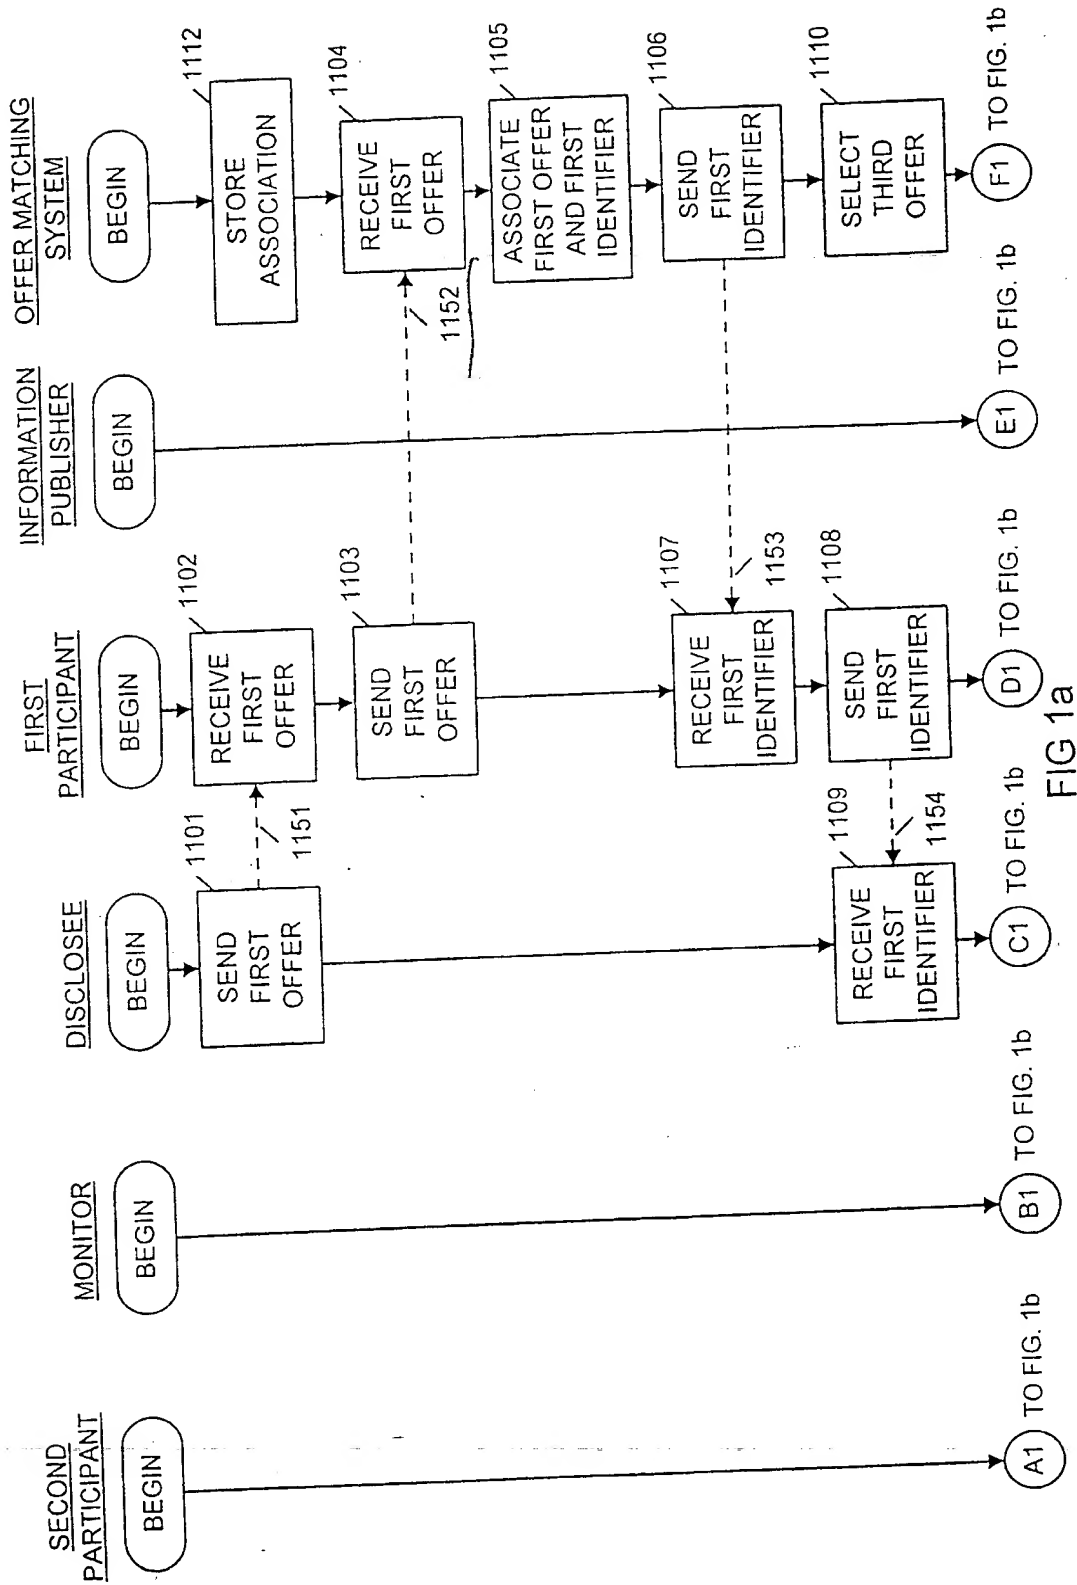 SECOND
PARTICIPANT
BEGIN
A1
TO FIG. 1b
MONITOR
BEGIN
B1
TO FIG. 1b
DISCLOSEE
BEGIN
1101
SEND
FIRST
OFFER
1151
1109
RECEIVE
FIRST
IDENTIFIER
1154
C1
TO FIG. 1b
FIRST
PARTICIPANT
BEGIN
1102
RECEIVE
FIRST
OFFER
1103
SEND
FIRST
OFFER
1107
RECEIVE
FIRST
IDENTIFIER
1153
1108
SEND
FIRST
IDENTIFIER
D1
TO FIG. 1b
INFORMATION
PUBLISHER
BEGIN
E1
TO FIG. 1b
OFFER MATCHING
SYSTEM
BEGIN
1112
STORE
ASSOCIATION
1104
RECEIVE
FIRST
OFFER
1152
1105
ASSOCIATE
FIRST OFFER
AND FIRST
IDENTIFIER
1106
SEND
FIRST
IDENTIFIER
1110
SELECT
THIRD
OFFER
F1
TO FIG. 1b
FIG 1a